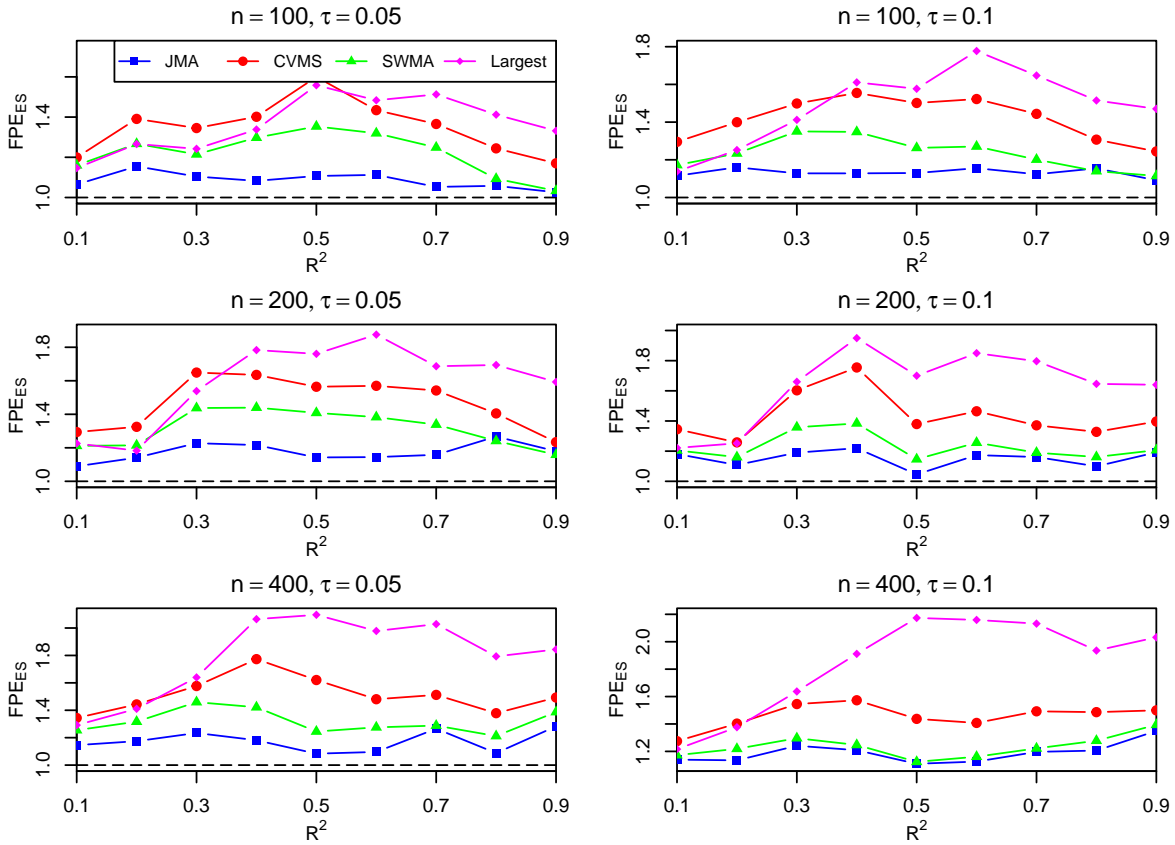 n = 100, τ = 0.05
JMA CVMS SWMA Largest
FPE_ES
1.0 1.4
0.1 0.3 0.5 0.7 0.9
R²
n = 100, τ = 0.1
FPE_ES
1.0 1.4 1.8
0.1 0.3 0.5 0.7 0.9
R²
n = 200, τ = 0.05
FPE_ES
1.0 1.4 1.8
0.1 0.3 0.5 0.7 0.9
R²
n = 200, τ = 0.1
FPE_ES
1.0 1.4 1.8
0.1 0.3 0.5 0.7 0.9
R²
n = 400, τ = 0.05
FPE_ES
1.0 1.4 1.8
0.1 0.3 0.5 0.7 0.9
R²
n = 400, τ = 0.1
FPE_ES
1.2 1.6 2.0
0.1 0.3 0.5 0.7 0.9
R²